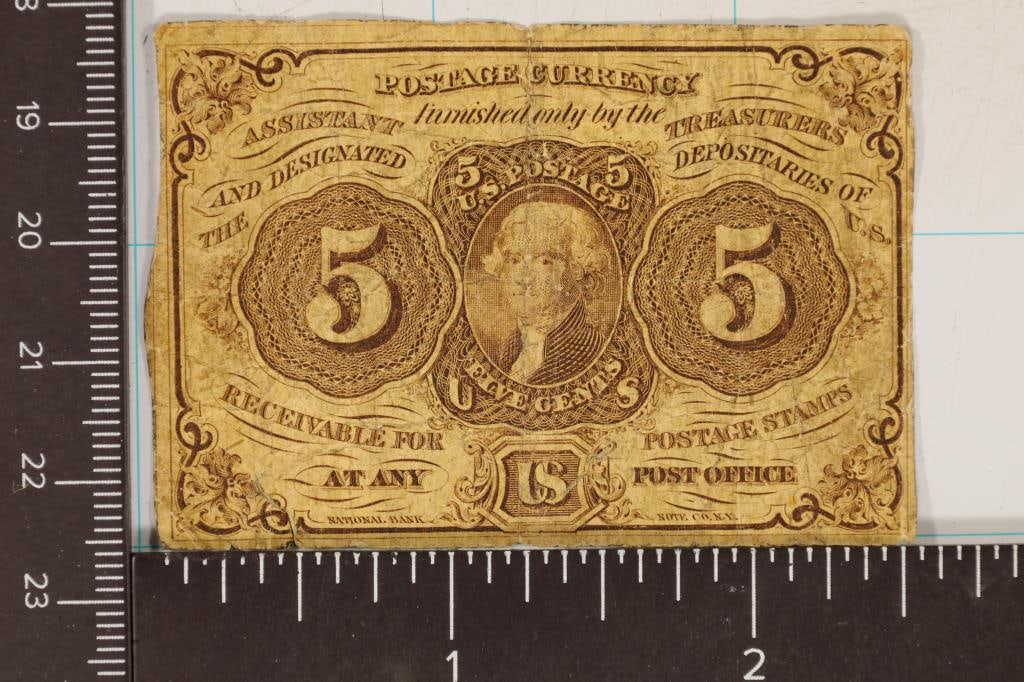 POSTAGE CURRENCY
furnished only by the
ASSISTANT TREASURERS
AND DESIGNATED DEPOSITARIES OF
THE U.S.
5 5
U.S. POSTAGE
5 5
FIVE CENTS
U S
RECEIVABLE FOR POSTAGE STAMPS
AT ANY US POST OFFICE
NATIONAL BANK NOTE CO. N.Y.
8
19
20
21
22
23
1 2